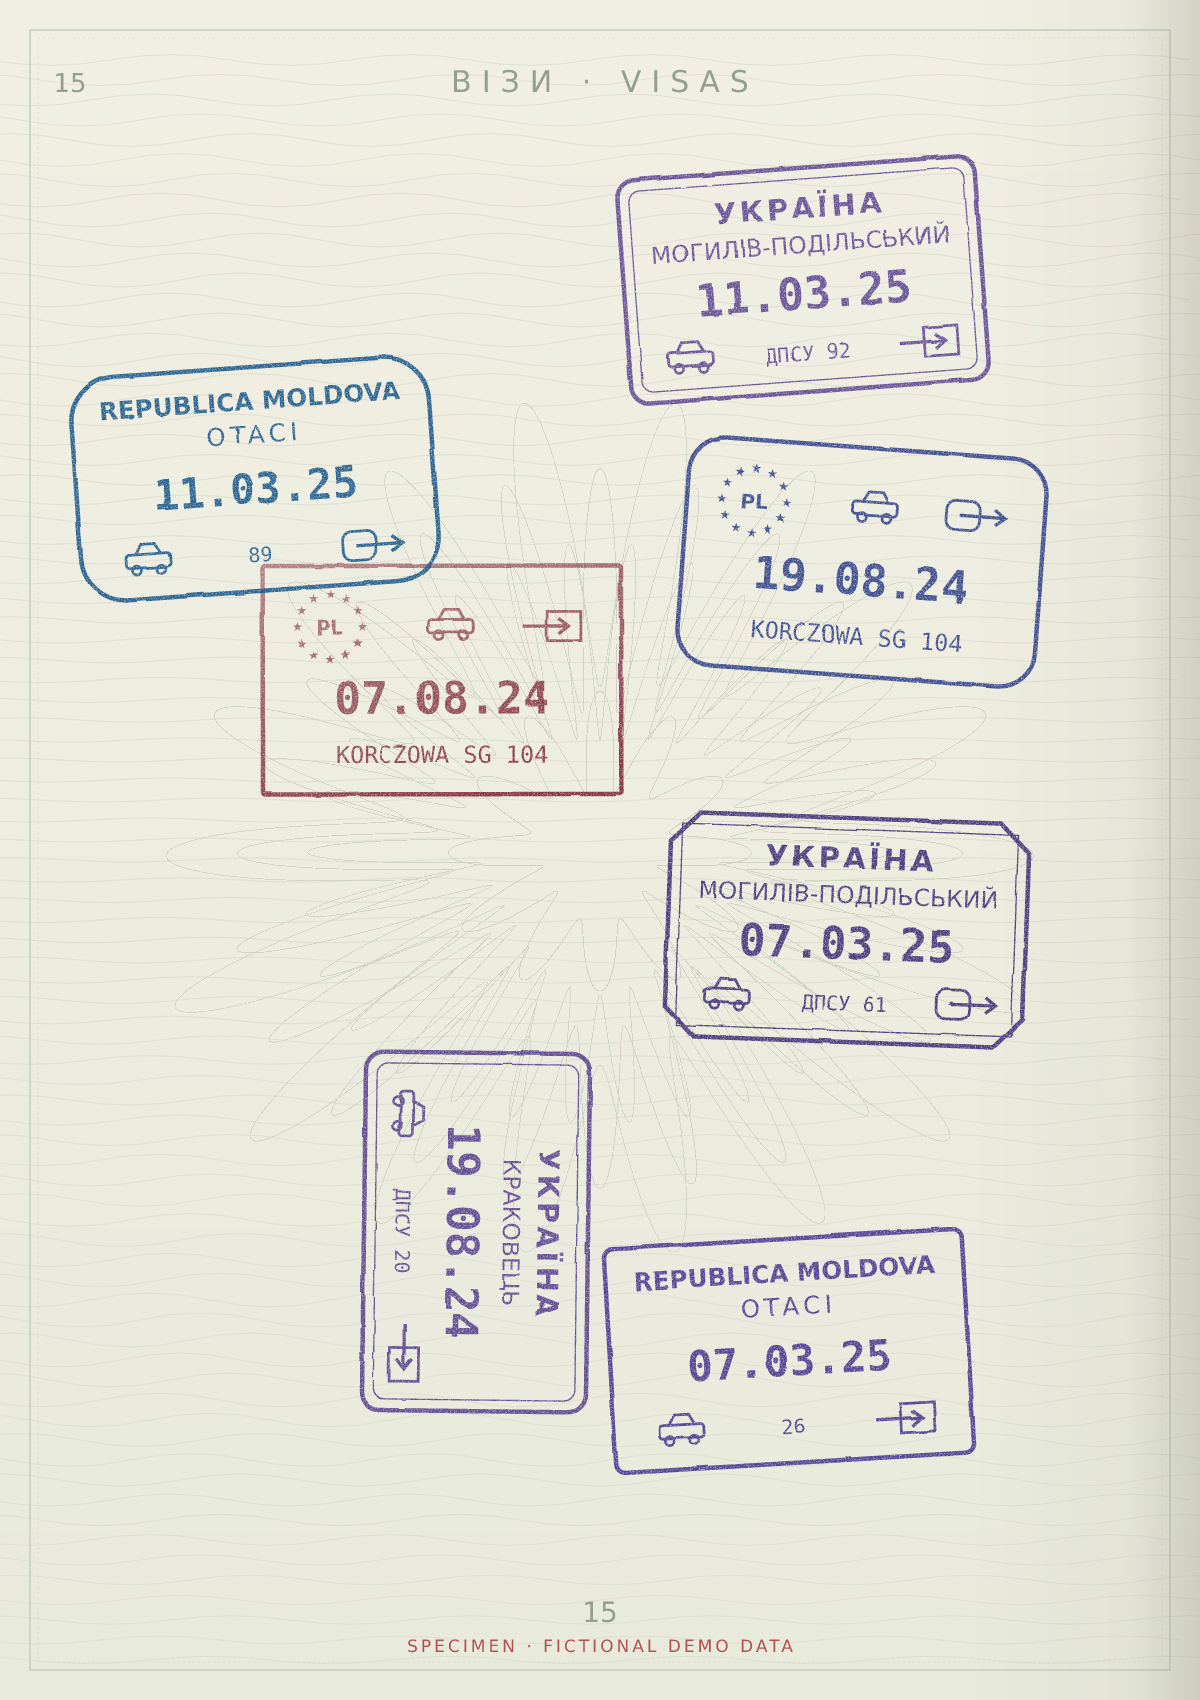 15
ВІЗИ · VISAS
УКРАЇНА
МОГИЛІВ-ПОДІЛЬСЬКИЙ
11.03.25
ДПСУ 92
REPUBLICA MOLDOVA
OTACI
11.03.25
89
PL
19.08.24
KORCZOWA SG 104
PL
07.08.24
KORCZOWA SG 104
УКРАЇНА
МОГИЛІВ-ПОДІЛЬСЬКИЙ
07.03.25
ДПСУ 61
УКРАЇНА
КРАКОВЕЦЬ
19.08.24
ДПСУ 20
REPUBLICA MOLDOVA
OTACI
07.03.25
26
15
SPECIMEN · FICTIONAL DEMO DATA